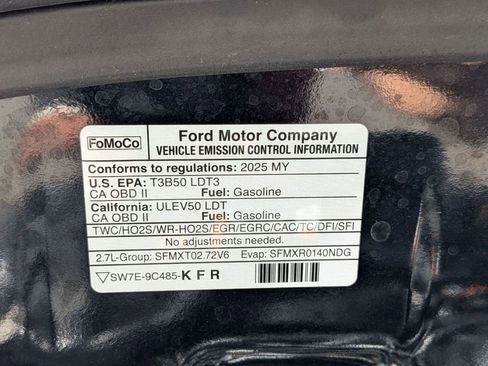 FoMoCo
Ford Motor Company
VEHICLE EMISSION CONTROL INFORMATION
Conforms to regulations: 2025 MY
U.S. EPA: T3B50 LDT3
CA OBD II Fuel: Gasoline
California: ULEV50 LDT
CA OBD II Fuel: Gasoline
TWC/HO2S/WR-HO2S/EGR/EGRC/CAC/TC/DFI/SFI
No adjustments needed.
2.7L-Group: SFMXT02.72V6 Evap: SFMXR0140NDG
SW7E-9C485-KFR